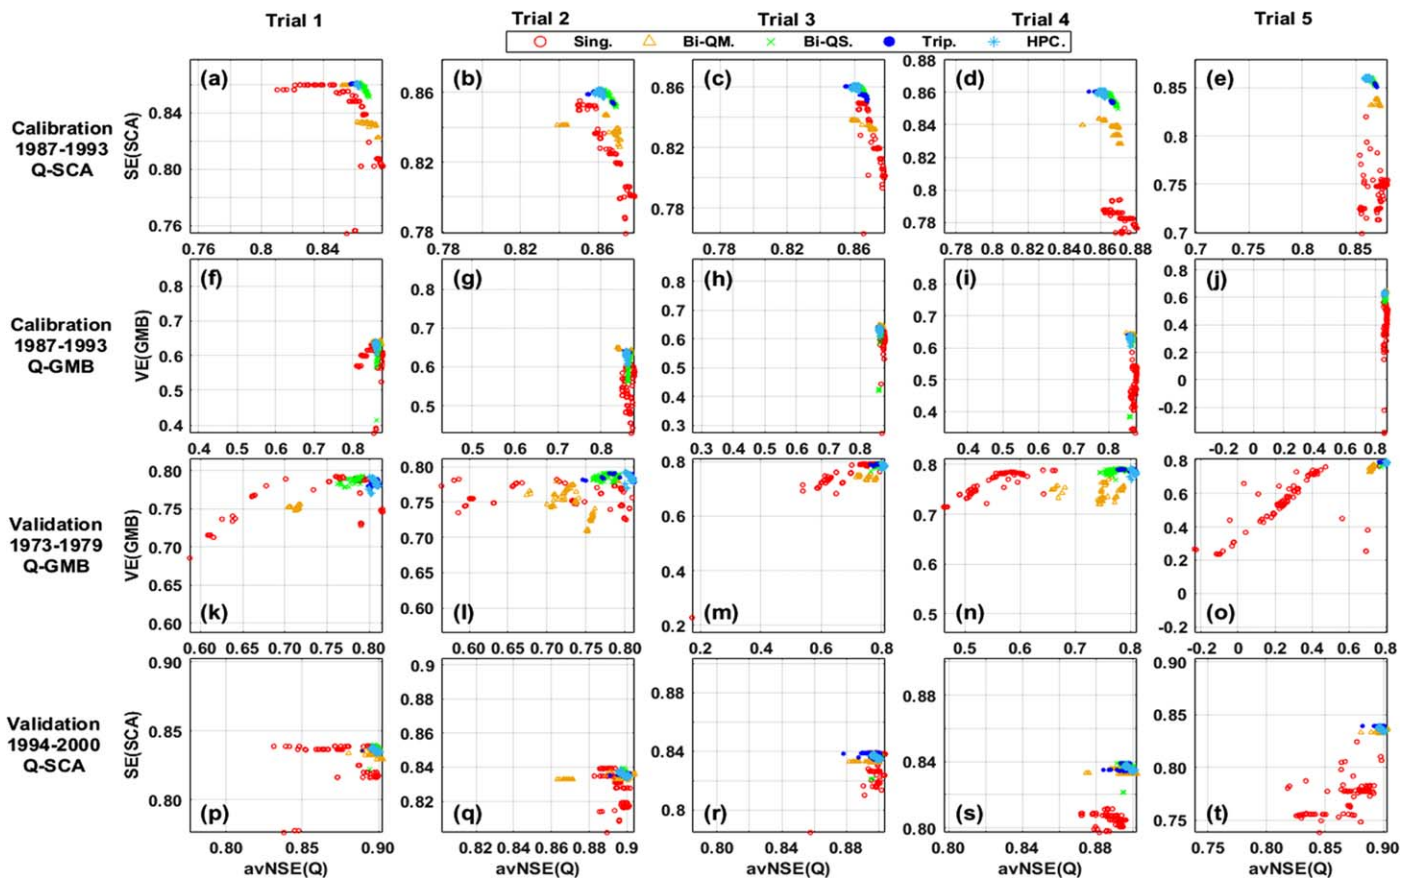 Trial 1 Trial 2 Trial 3 Trial 4 Trial 5
Sing. Bi-QM. Bi-QS. Trip. HPC.
Calibration
1987-1993
Q-SCA
SE(SCA)
(a) (b) (c) (d) (e)
0.84 0.80 0.76
0.86 0.82 0.78
0.86 0.82 0.78
0.88 0.86 0.84 0.82 0.8 0.78
0.85 0.8 0.75 0.7
0.76 0.8 0.84
0.78 0.82 0.86
0.78 0.82 0.86
0.78 0.8 0.82 0.84 0.86 0.88
0.7 0.75 0.8 0.85
Calibration
1987-1993
Q-GMB
VE(GMB)
(f) (g) (h) (i) (j)
0.8 0.7 0.6 0.5 0.4
0.8 0.7 0.6 0.5
0.8 0.7 0.6 0.5 0.4 0.3
0.8 0.7 0.6 0.5 0.4
0.8 0.6 0.4 0.2 0 -0.2
0.4 0.5 0.6 0.7 0.8
0.5 0.6 0.7 0.8
0.3 0.4 0.5 0.6 0.7 0.8
0.4 0.5 0.6 0.7 0.8
-0.2 0 0.2 0.4 0.6 0.8
Validation
1973-1979
Q-GMB
VE(GMB)
(k) (l) (m) (n) (o)
0.80 0.75 0.70 0.60
0.80 0.75 0.70 0.65 0.60
0.8 0.6 0.4 0.2
0.8 0.7 0.6 0.5
0.8 0.6 0.4 0.2 0 -0.2
0.60 0.65 0.70 0.75 0.80
0.60 0.65 0.70 0.75 0.80
0.2 0.4 0.6 0.8
0.5 0.6 0.7 0.8
-0.2 0 0.2 0.4 0.6 0.8
Validation
1994-2000
Q-SCA
SE(SCA)
(p) (q) (r) (s) (t)
0.90 0.85 0.80
0.9 0.88 0.86 0.84 0.82
0.88 0.84 0.8
0.88 0.84 0.80
0.90 0.85 0.80 0.75
0.80 0.85 0.90
0.82 0.84 0.86 0.88 0.9
0.80 0.84 0.88
0.80 0.84 0.88
0.75 0.80 0.85 0.90
avNSE(Q) avNSE(Q) avNSE(Q) avNSE(Q) avNSE(Q)